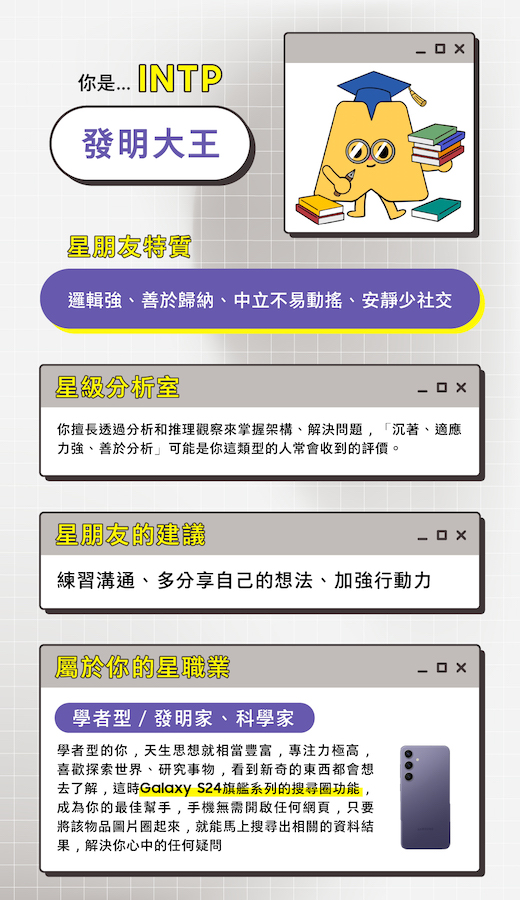 你是... INTP
發明大王
星朋友特質
邏輯強、善於歸納、中立不易動搖、安靜少社交
星級分析室
你擅長透過分析和推理觀察來掌握架構、解決問題，「沉著、適應
力強、善於分析」可能是你這類型的人常會收到的評價。
星朋友的建議
練習溝通、多分享自己的想法、加強行動力
屬於你的星職業
學者型 / 發明家、科學家
學者型的你，天生思想就相當豐富，專注力極高，
喜歡探索世界、研究事物，看到新奇的東西都會想
去了解，這時Galaxy S24旗艦系列的搜尋圈功能，
成為你的最佳幫手，手機無需開啟任何網頁，只要
將該物品圖片圈起來，就能馬上搜尋出相關的資料結
果，解決你心中的任何疑問